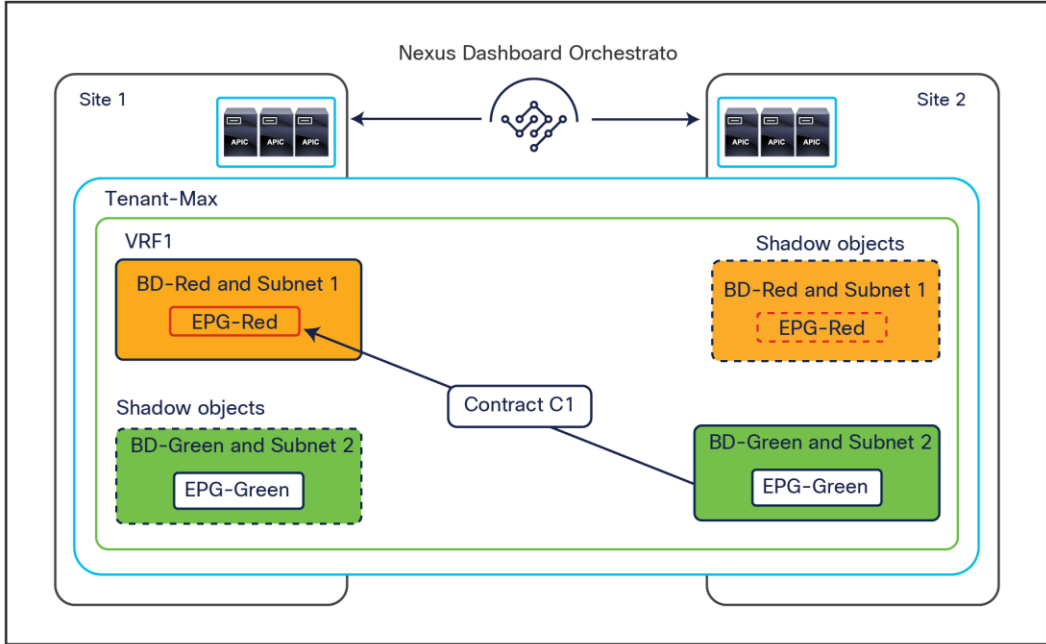 Nexus Dashboard Orchestrato
Site 1
Site 2
APIC APIC APIC
APIC APIC APIC
Tenant-Max
VRF1
BD-Red and Subnet 1
EPG-Red
Shadow objects
BD-Red and Subnet 1
EPG-Red
Contract C1
Shadow objects
BD-Green and Subnet 2
EPG-Green
BD-Green and Subnet 2
EPG-Green